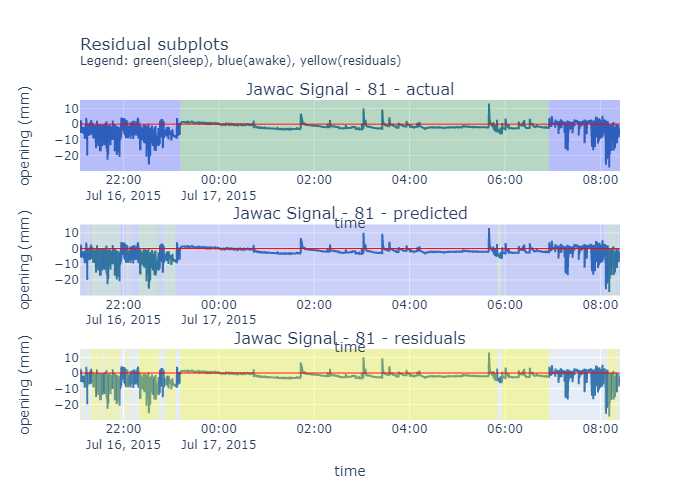 Residual subplots
Legend: green(sleep), blue(awake), yellow(residuals)
Jawac Signal - 81 - actual
opening (mm)
10
0
−10
−20
22:00 00:00 02:00 04:00 06:00 08:00
Jul 16, 2015 Jul 17, 2015
time
Jawac Signal - 81 - predicted
opening (mm)
10
0
−10
−20
22:00 00:00 02:00 04:00 06:00 08:00
Jul 16, 2015 Jul 17, 2015
time
Jawac Signal - 81 - residuals
opening (mm)
10
0
−10
−20
22:00 00:00 02:00 04:00 06:00 08:00
Jul 16, 2015 Jul 17, 2015
time